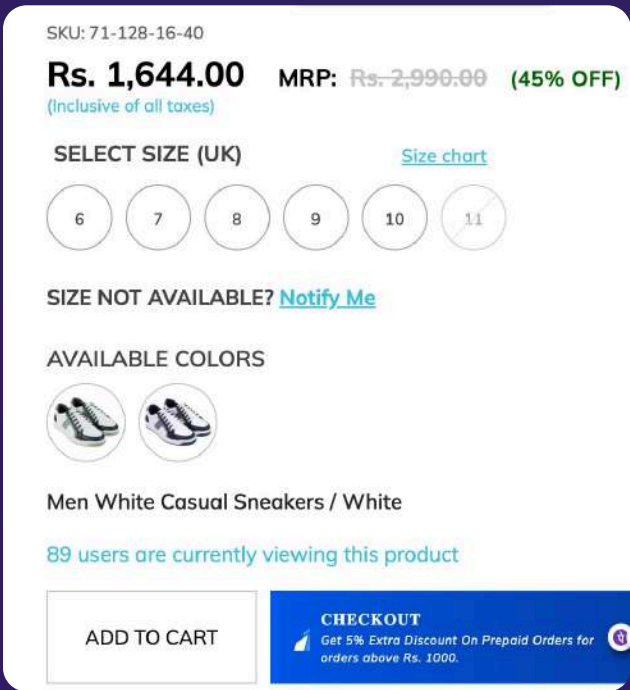 SKU: 71-128-16-40
Rs. 1,644.00 MRP: Rs. 2,990.00 (45% OFF)
(Inclusive of all taxes)
SELECT SIZE (UK) Size chart
6 7 8 9 10 11
SIZE NOT AVAILABLE? Notify Me
AVAILABLE COLORS
Men White Casual Sneakers / White
89 users are currently viewing this product
ADD TO CART
CHECKOUT
Get 5% Extra Discount On Prepaid Orders for
orders above Rs. 1000.